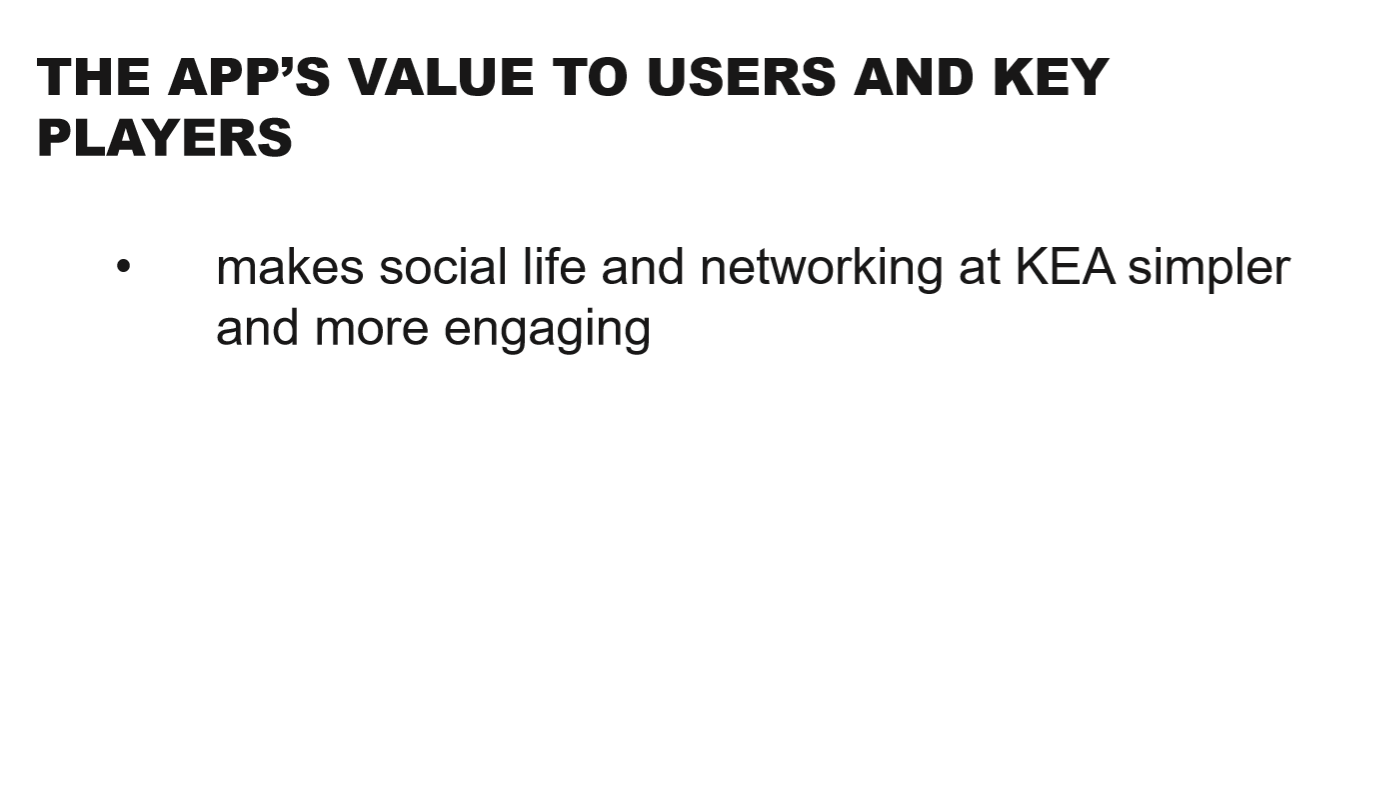 THE APP’S VALUE TO USERS AND KEY
PLAYERS
• makes social life and networking at KEA simpler
and more engaging